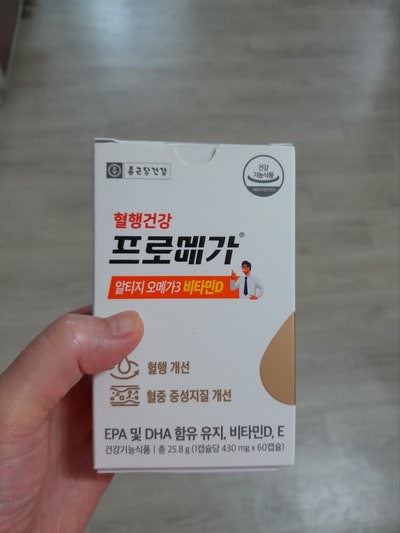 종근당건강
건강
기능식품
혈행건강
프로메가®
알티지 오메가3 비타민D
혈행 개선
혈중 중성지질 개선
EPA 및 DHA 함유 유지, 비타민D, E
건강기능식품 | 총 25.8 g (1캡슐당 430 mg x 60캡슐)